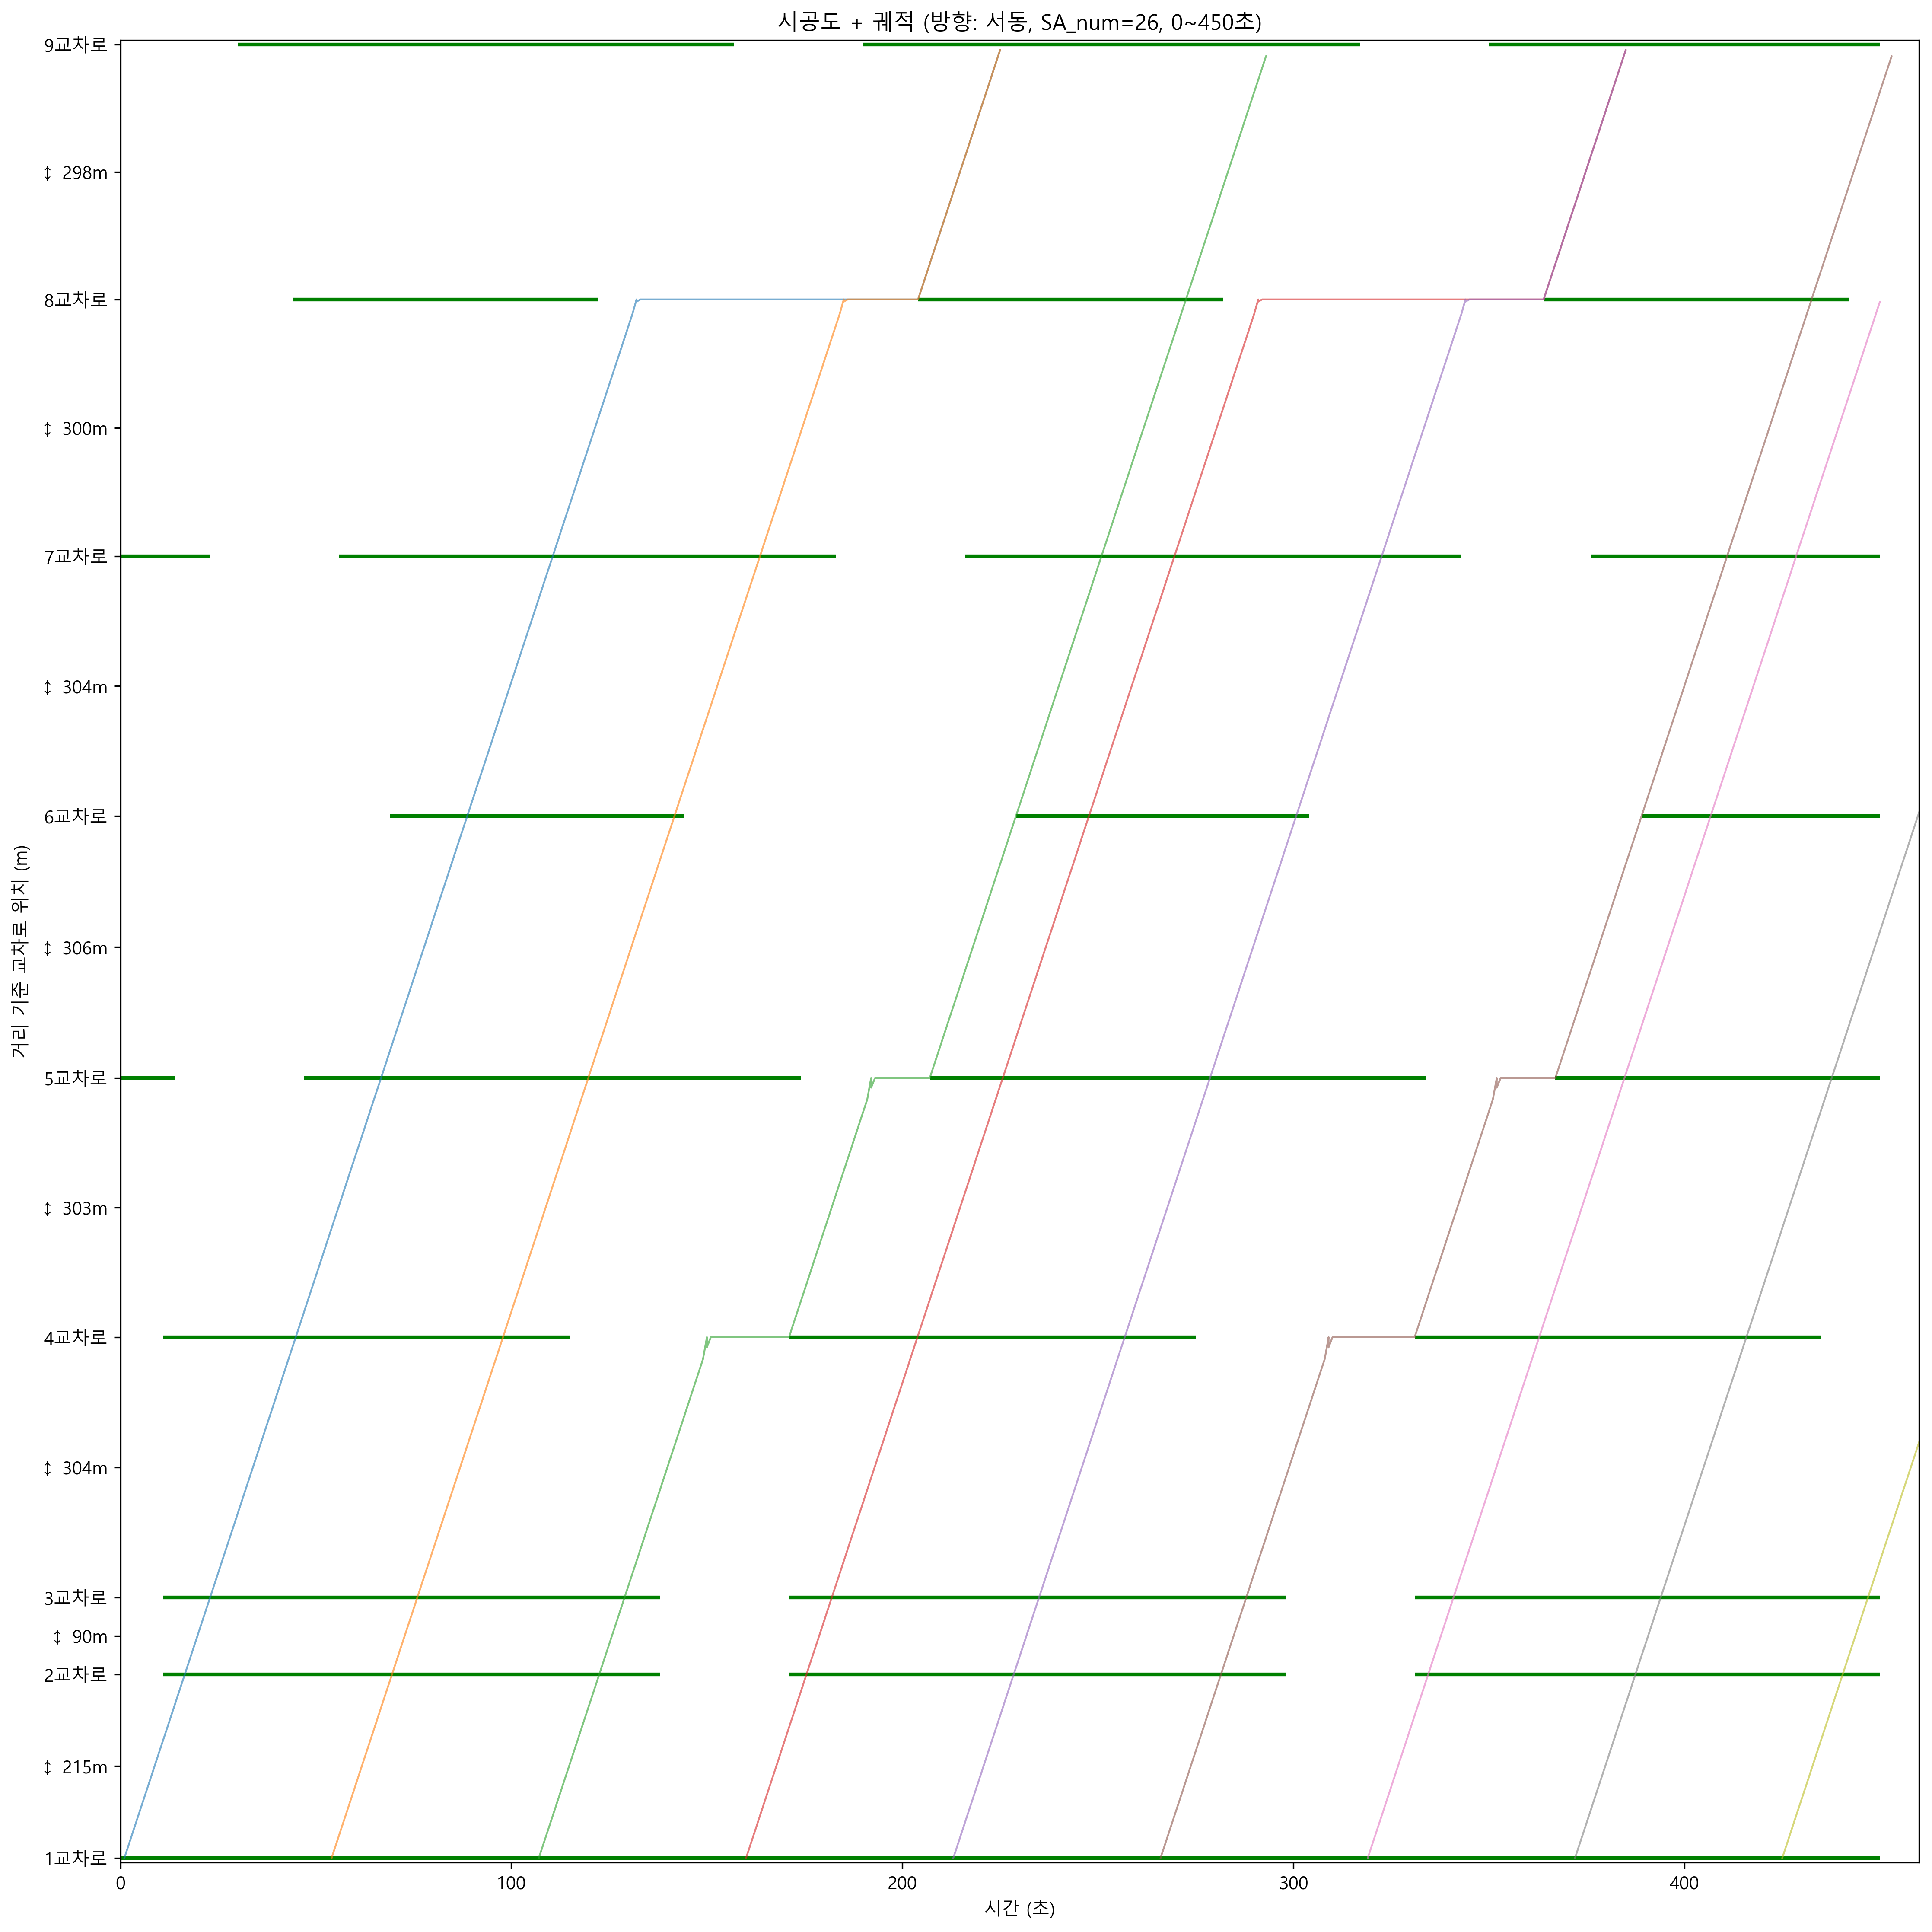 시공도 + 궤적 (방향: 서동, SA_num=26, 0~450초)
9교차로
↕ 298m
8교차로
↕ 300m
7교차로
↕ 304m
6교차로
↕ 306m
5교차로
↕ 303m
4교차로
↕ 304m
3교차로
↕ 90m
2교차로
↕ 215m
1교차로
거리 기준 교차로 위치 (m)
0 100 200 300 400
시간 (초)